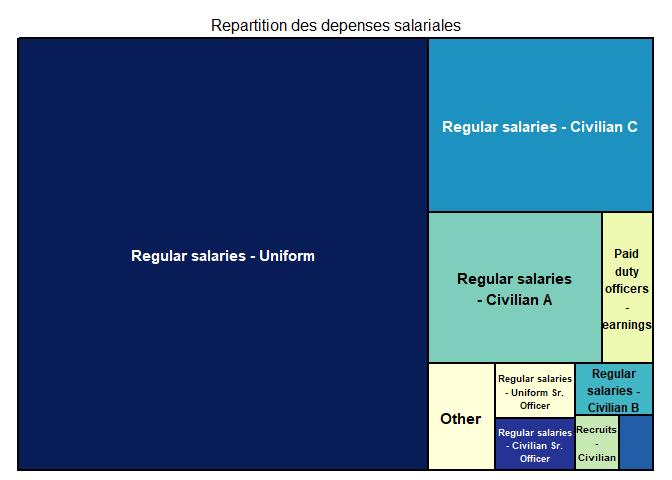 Repartition des depenses salariales
Regular salaries - Uniform
Regular salaries - Civilian C
Regular salaries
- Civilian A
Paid
duty
officers
-
earnings
Other
Regular salaries
- Uniform Sr.
Officer
Regular salaries
- Civilian Sr.
Officer
Regular
salaries -
Civilian B
Recruits
-
Civilian